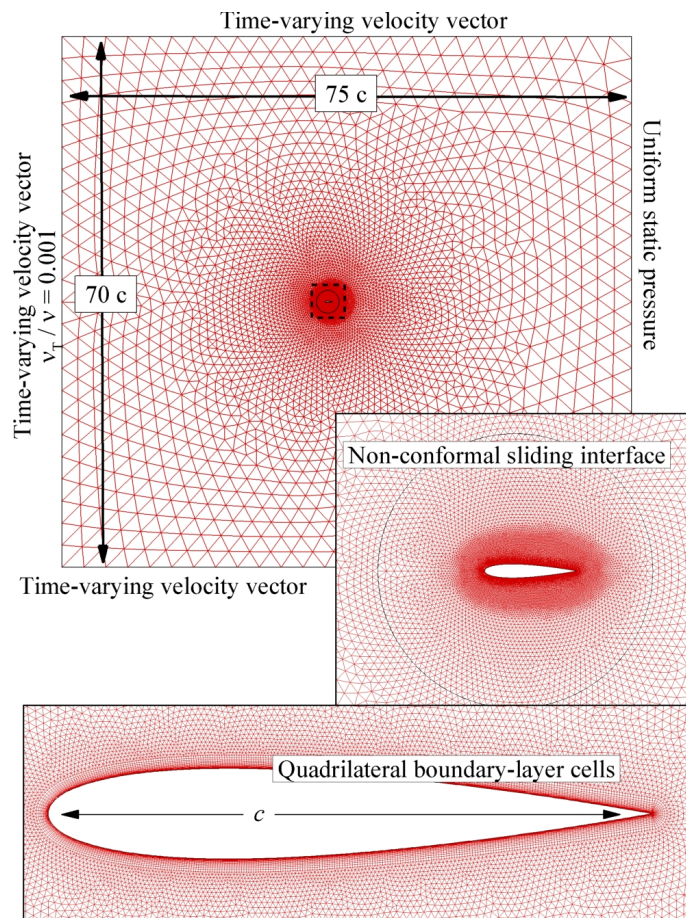 Time-varying velocity vector
75 c
Uniform static pressure
Time-varying velocity vector
ν_T / ν = 0.001
70 c
Non-conformal sliding interface
Time-varying velocity vector
Quadrilateral boundary-layer cells
c